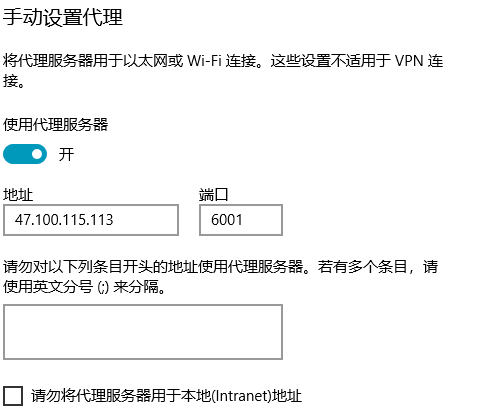 手动设置代理
将代理服务器用于以太网或 Wi-Fi 连接。这些设置不适用于 VPN 连
接。
使用代理服务器
开
地址 端口
47.100.115.113 6001
请勿对以下列条目开头的地址使用代理服务器。若有多个条目，请
使用英文分号 (;) 来分隔。
请勿将代理服务器用于本地(Intranet)地址